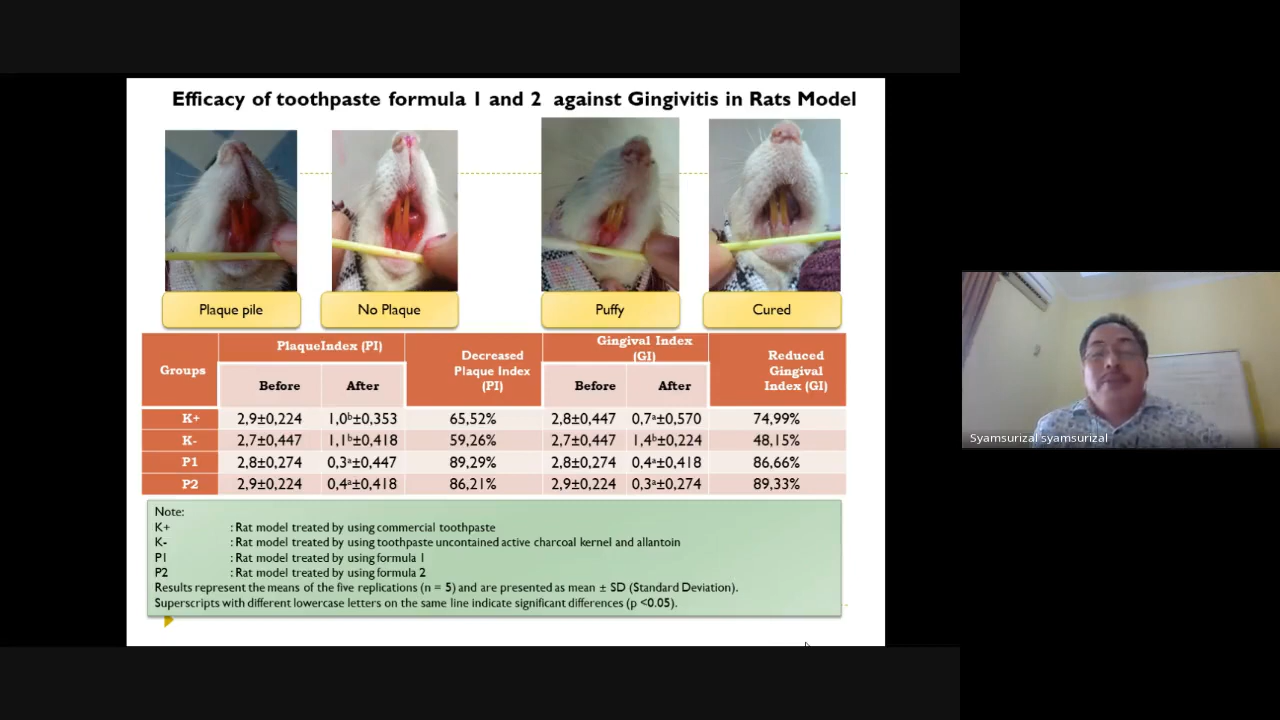 Efficacy of toothpaste formula 1 and 2 against Gingivitis in Rats Model
Plaque pile
No Plaque
Puffy
Cured
Groups
PlaqueIndex (PI)
Decreased
Plaque Index
(PI)
Gingival Index
(GI)
Reduced
Gingival
Index (GI)
Before After Before After
K+ 2,9±0,224 1,0ᵇ±0,353 65,52% 2,8±0,447 0,7ᵃ±0,570 74,99%
K- 2,7±0,447 1,1ᵇ±0,418 59,26% 2,7±0,447 1,4ᵇ±0,224 48,15%
P1 2,8±0,274 0,3ᵃ±0,447 89,29% 2,8±0,274 0,4ᵃ±0,418 86,66%
P2 2,9±0,224 0,4ᵃ±0,418 86,21% 2,9±0,224 0,3ᵃ±0,274 89,33%
Note:
K+ : Rat model treated by using commercial toothpaste
K- : Rat model treated by using toothpaste uncontained active charcoal kernel and allantoin
P1 : Rat model treated by using formula 1
P2 : Rat model treated by using formula 2
Results represent the means of the five replications (n = 5) and are presented as mean ± SD (Standard Deviation).
Superscripts with different lowercase letters on the same line indicate significant differences (p <0.05).
Syamsurizal syamsurizal